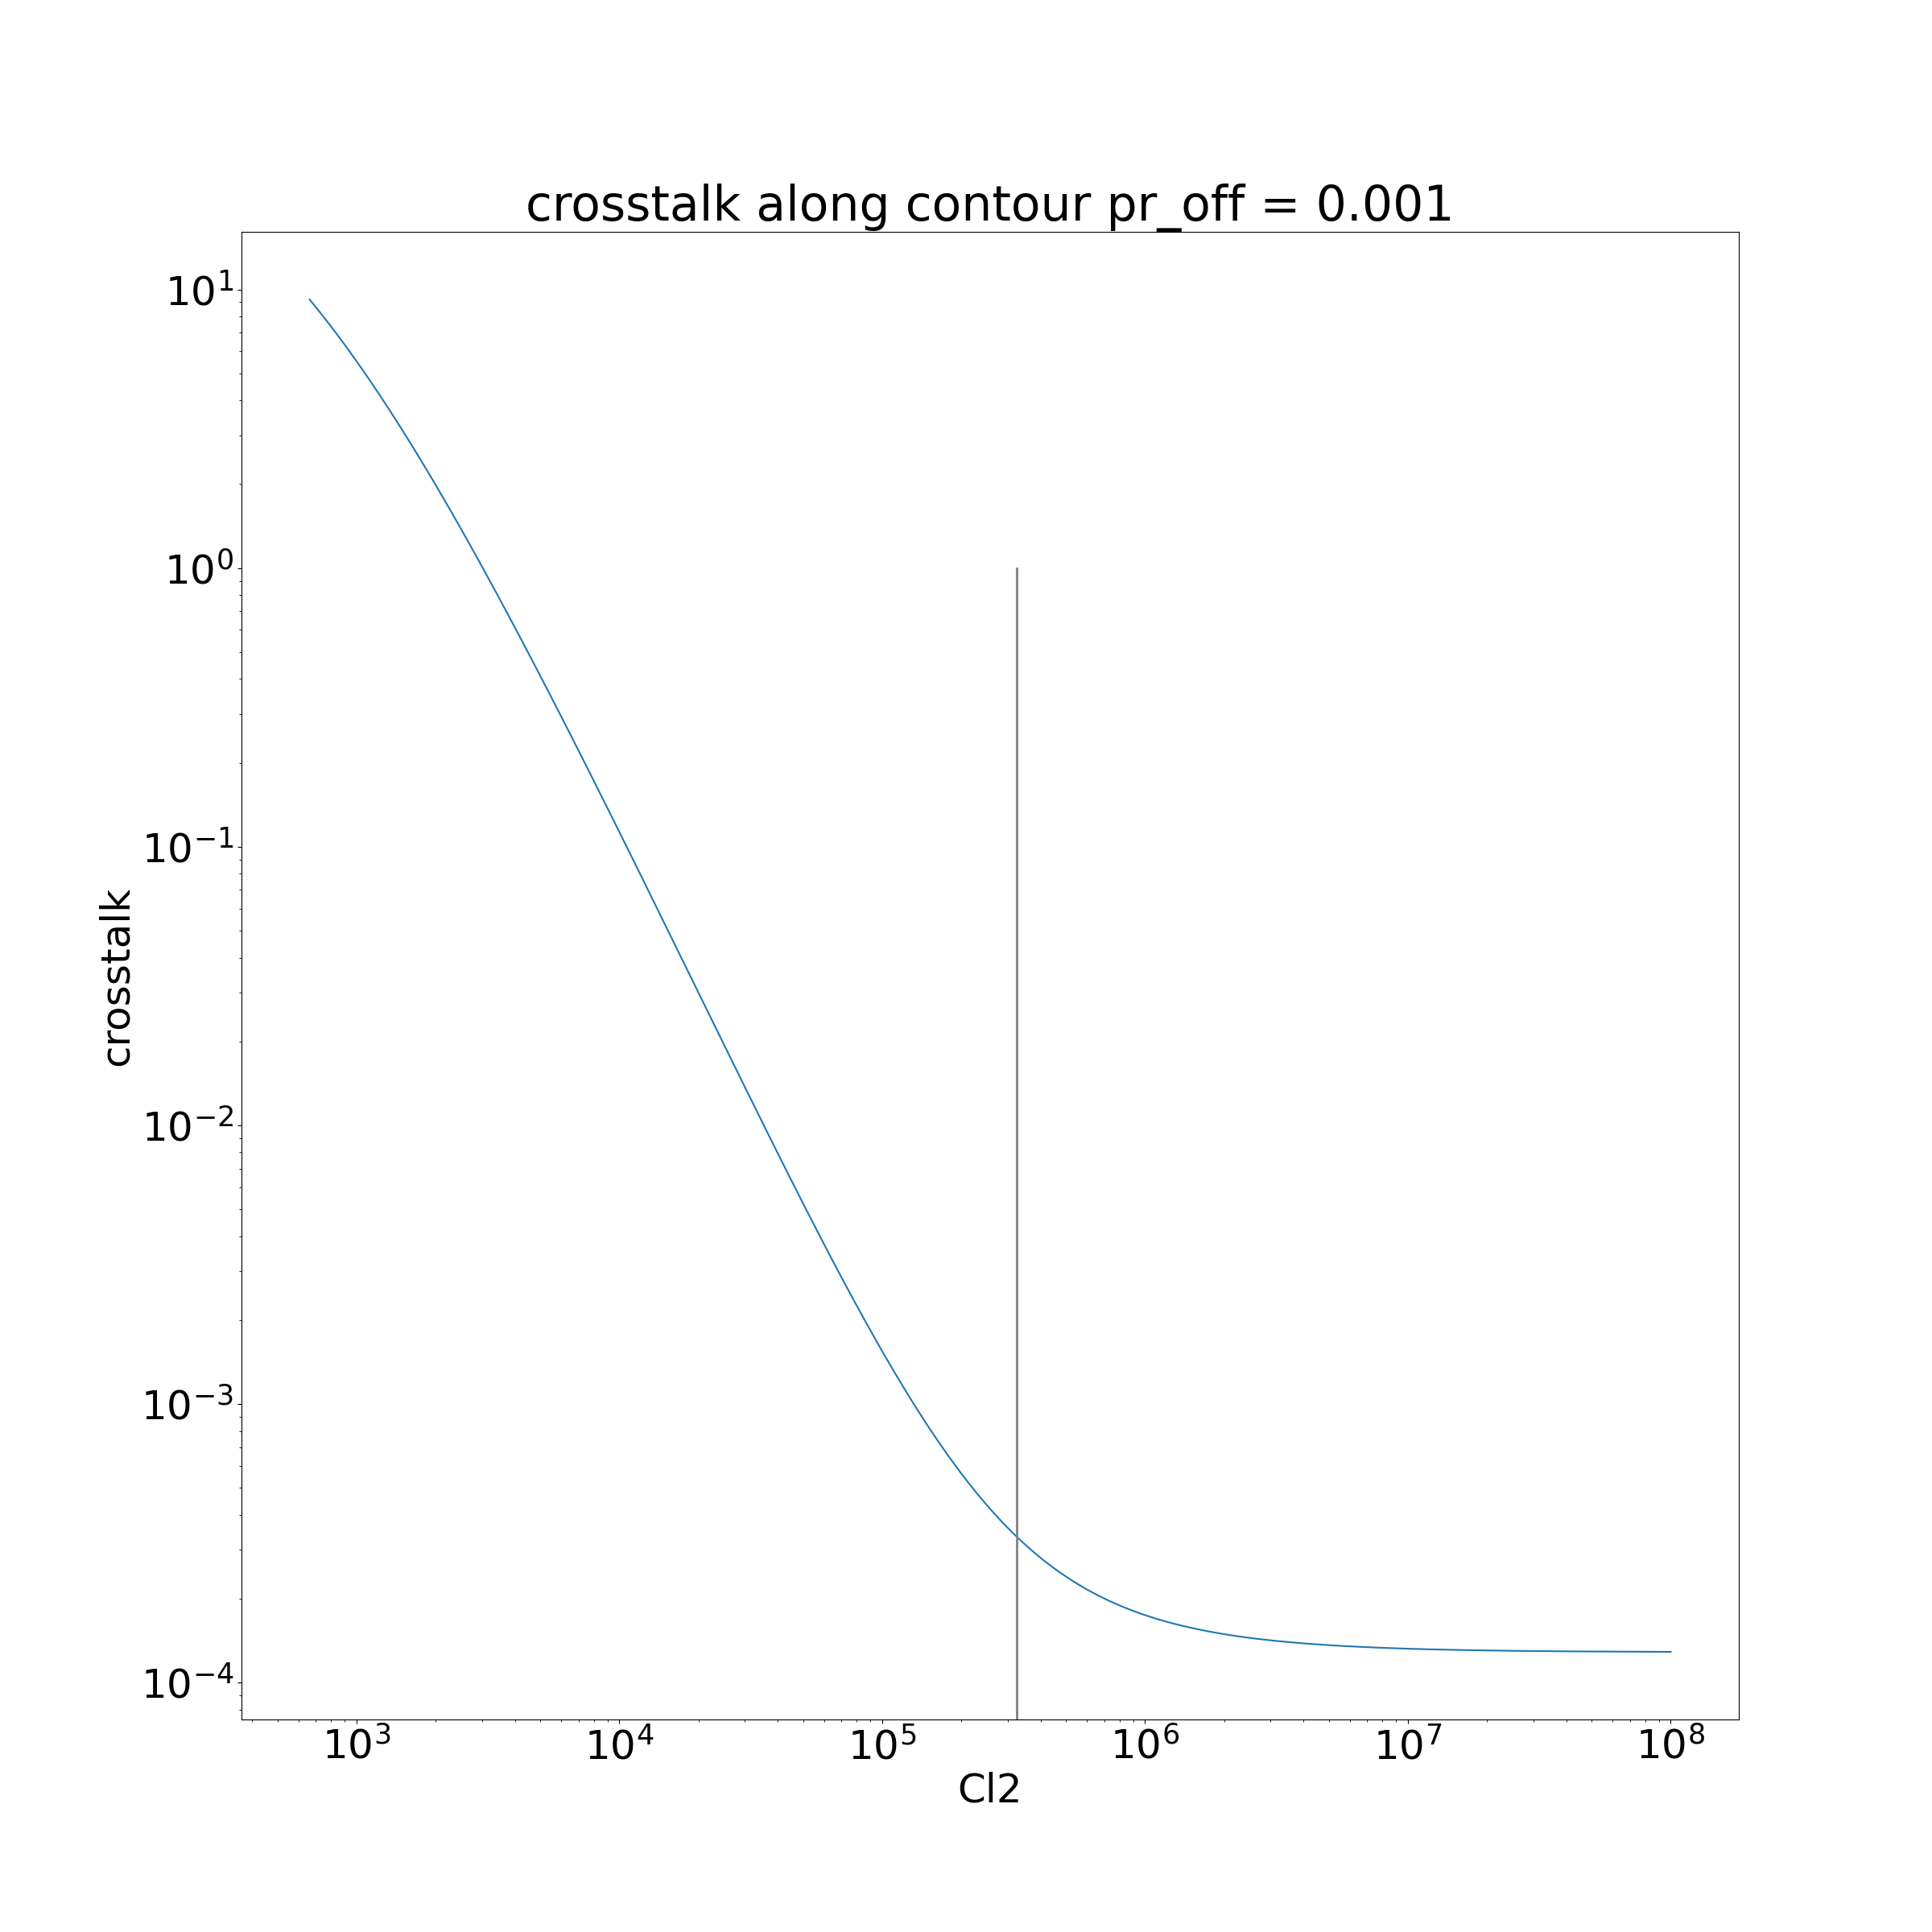 crosstalk along contour pr_off = 0.001
10¹
10⁰
10⁻¹
10⁻²
10⁻³
10⁻⁴
crosstalk
10³ 10⁴ 10⁵ 10⁶ 10⁷ 10⁸
Cl2